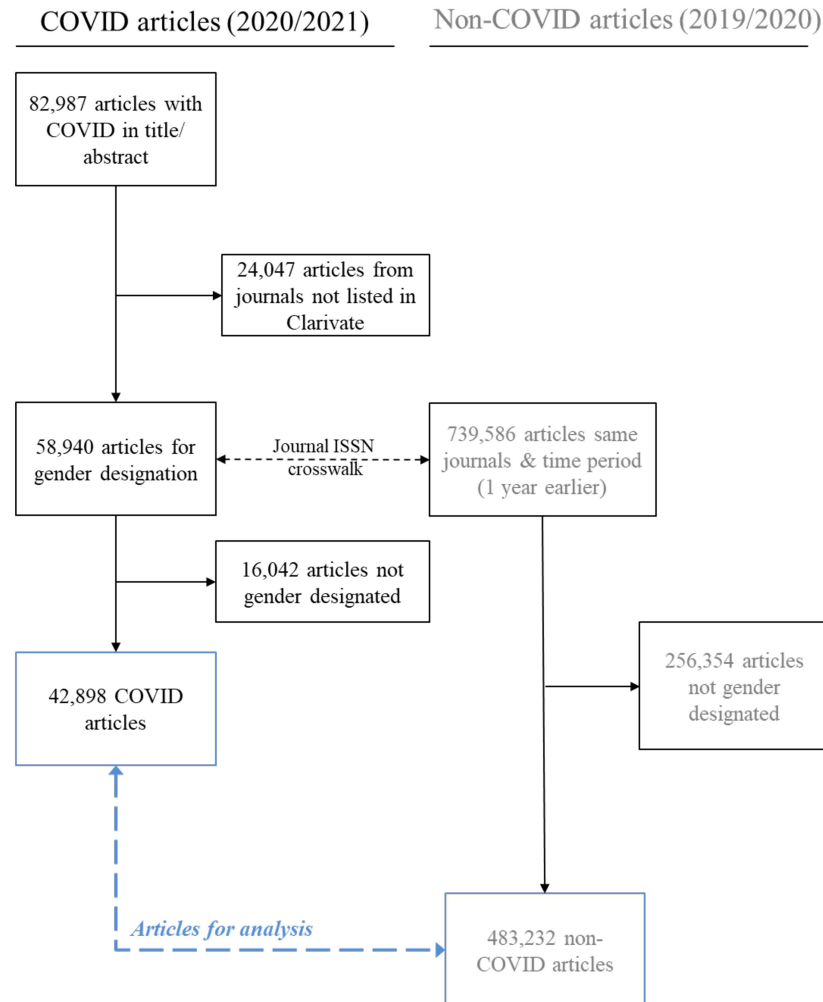 COVID articles (2020/2021)
Non-COVID articles (2019/2020)
82,987 articles with
COVID in title/
abstract
24,047 articles from
journals not listed in
Clarivate
58,940 articles for
gender designation
Journal ISSN
crosswalk
739,586 articles same
journals & time period
(1 year earlier)
16,042 articles not
gender designated
42,898 COVID
articles
256,354 articles
not gender
designated
Articles for analysis
483,232 non-
COVID articles